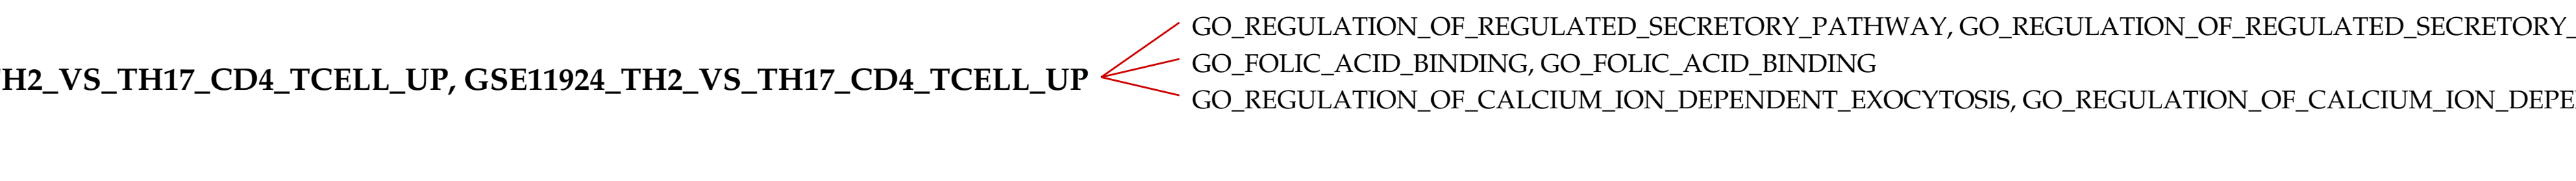 GO_REGULATION_OF_REGULATED_SECRETORY_PATHWAY, GO_REGULATION_OF_REGULATED_SECRETORY_
H2_VS_TH17_CD4_TCELL_UP, GSE11924_TH2_VS_TH17_CD4_TCELL_UP
GO_FOLIC_ACID_BINDING, GO_FOLIC_ACID_BINDING
GO_REGULATION_OF_CALCIUM_ION_DEPENDENT_EXOCYTOSIS, GO_REGULATION_OF_CALCIUM_ION_DEPE